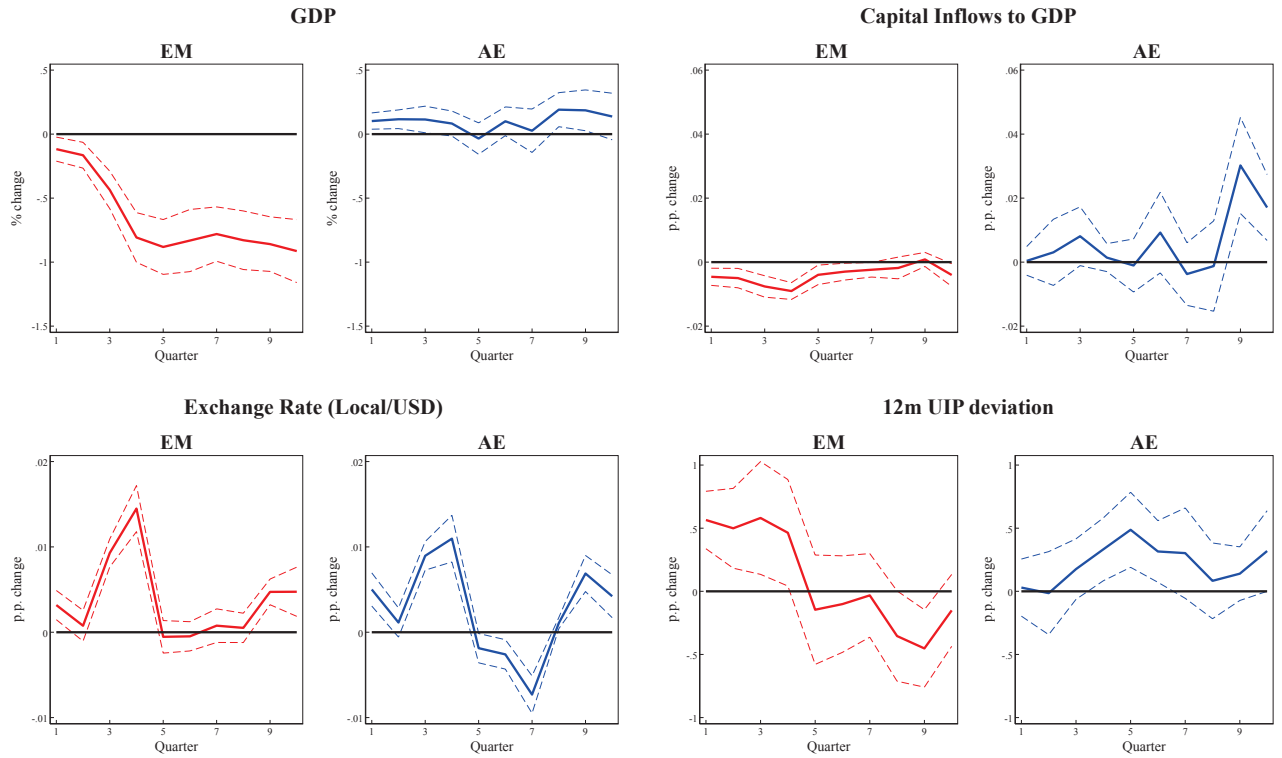 GDP
EM
.5
0
-.5
-1
-1.5
% change
1 3 5 7 9
Quarter
AE
.5
0
-.5
-1
-1.5
% change
1 3 5 7 9
Quarter
Capital Inflows to GDP
EM
.06
.04
.02
0
-.02
p.p. change
1 3 5 7 9
Quarter
AE
.06
.04
.02
0
-.02
p.p. change
1 3 5 7 9
Quarter
Exchange Rate (Local/USD)
EM
.02
.01
0
-.01
p.p. change
1 3 5 7 9
Quarter
AE
.02
.01
0
-.01
p.p. change
1 3 5 7 9
Quarter
12m UIP deviation
EM
1
.5
0
-.5
-1
p.p. change
1 3 5 7 9
Quarter
AE
1
.5
0
-.5
-1
p.p. change
1 3 5 7 9
Quarter